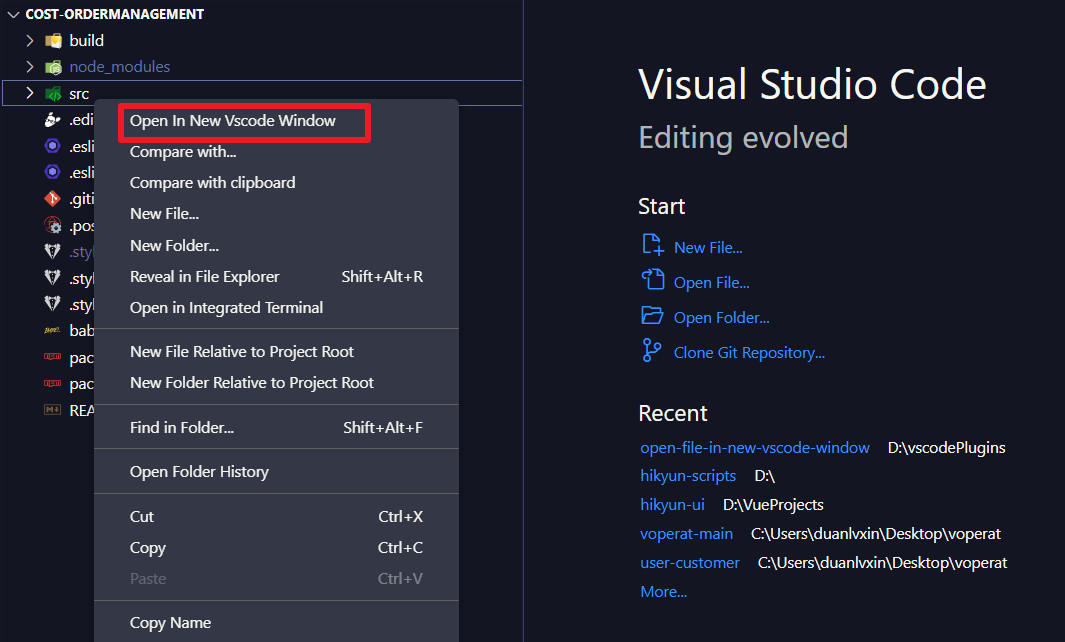 COST-ORDERMANAGEMENT
build
node_modules
src
.edi
.esli
.esli
.giti
.pos
.styl
.styl
.styl
bab
pac
pac
REA
Open In New Vscode Window
Compare with...
Compare with clipboard
New File...
New Folder...
Reveal in File Explorer Shift+Alt+R
Open in Integrated Terminal
New File Relative to Project Root
New Folder Relative to Project Root
Find in Folder... Shift+Alt+F
Open Folder History
Cut Ctrl+X
Copy Ctrl+C
Paste Ctrl+V
Copy Name
Visual Studio Code
Editing evolved
Start
New File...
Open File...
Open Folder...
Clone Git Repository...
Recent
open-file-in-new-vscode-window D:\vscodePlugins
hikyun-scripts D:\
hikyun-ui D:\VueProjects
voperat-main C:\Users\duanlvxin\Desktop\voperat
user-customer C:\Users\duanlvxin\Desktop\voperat
More...